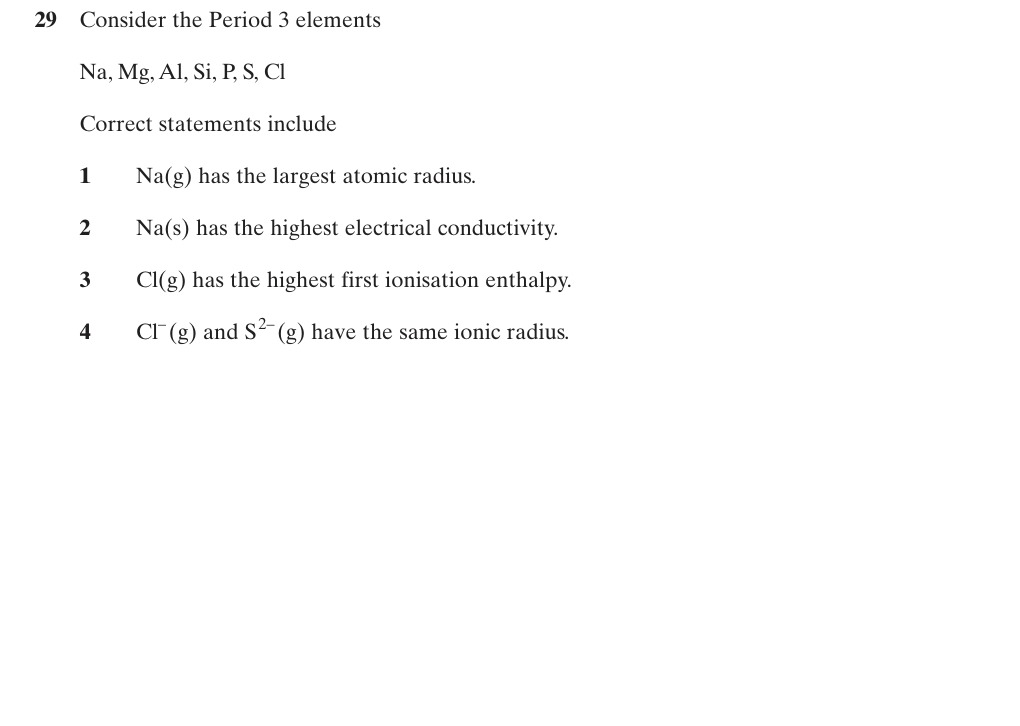 29 Consider the Period 3 elements
Na, Mg, Al, Si, P, S, Cl
Correct statements include
1 Na(g) has the largest atomic radius.
2 Na(s) has the highest electrical conductivity.
3 Cl(g) has the highest first ionisation enthalpy.
4 Cl⁻(g) and S²⁻(g) have the same ionic radius.